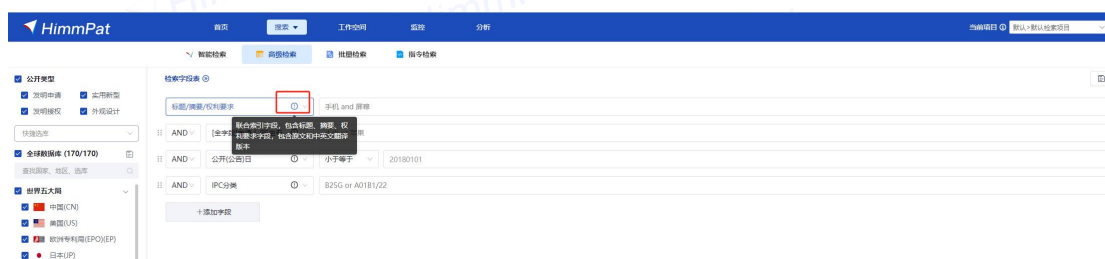 HimmPat
首页
搜索
工作空间
监控
分析
当前项目
默认>默认检索项目
智能检索
高级检索
批量检索
指令检索
公开类型
发明申请
实用新型
发明授权
外观设计
快捷选库
全球数据库 (170/170)
查找国家、地区、选库
世界五大局
中国(CN)
美国(US)
欧洲专利局(EPO)(EP)
日本(JP)
检索字段表
标题/摘要/权利要求
手机 and 屏幕
联合索引字段，包含标题、摘要、权
利要求字段，包含原文和中英文翻译
版本
AND
[全字段
AND
公开(公告)日
小于等于
20180101
AND
IPC分类
B25G or A01B1/22
+添加字段